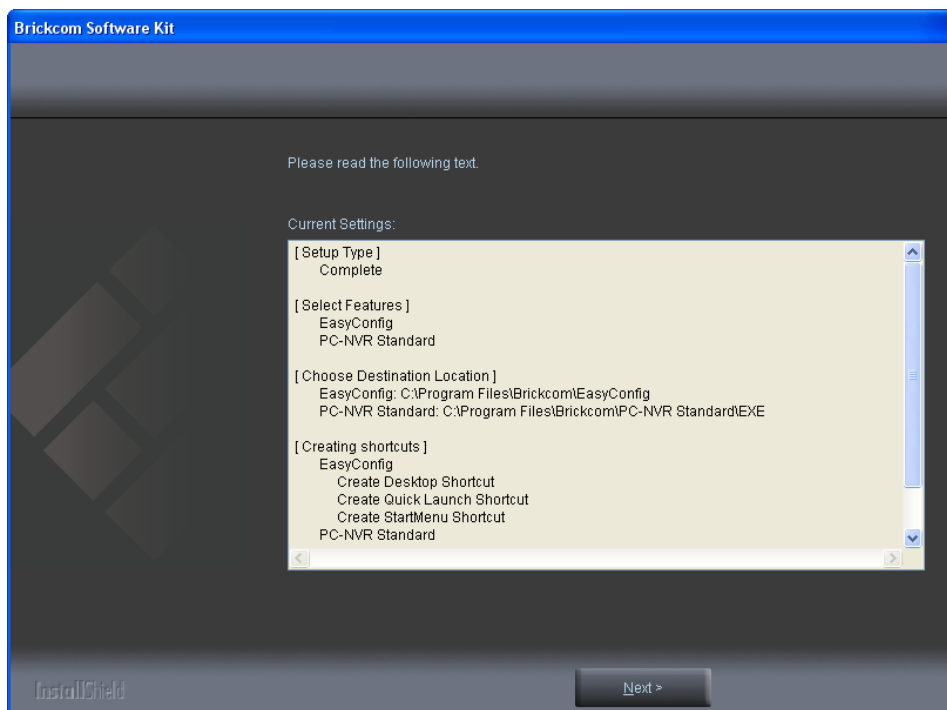 Brickcom Software Kit
Please read the following text.
Current Settings:
[ Setup Type ]
Complete
[ Select Features ]
EasyConfig
PC-NVR Standard
[ Choose Destination Location ]
EasyConfig: C:\Program Files\Brickcom\EasyConfig
PC-NVR Standard: C:\Program Files\Brickcom\PC-NVR Standard\EXE
[ Creating shortcuts ]
EasyConfig
Create Desktop Shortcut
Create Quick Launch Shortcut
Create StartMenu Shortcut
PC-NVR Standard
InstallShield
Next >